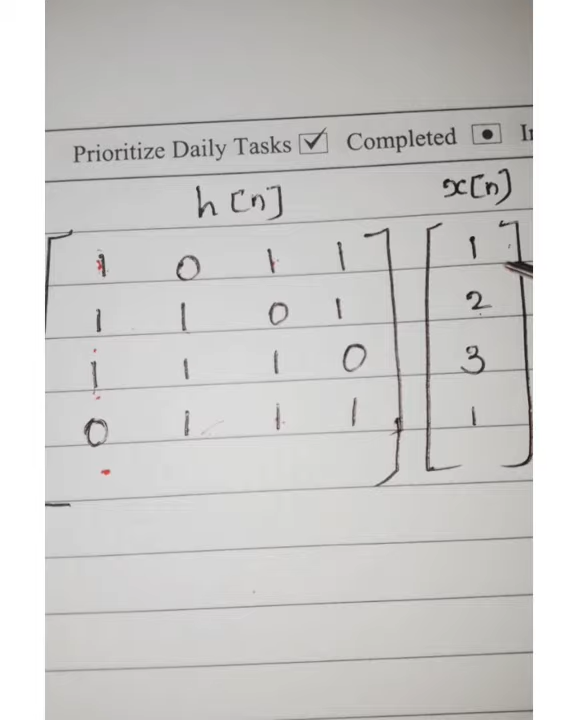 Prioritize Daily Tasks ☑ Completed
h[n] x[n]
1 0 1 1 1
1 1 0 1 2
1 1 1 0 3
0 1 1 1 1